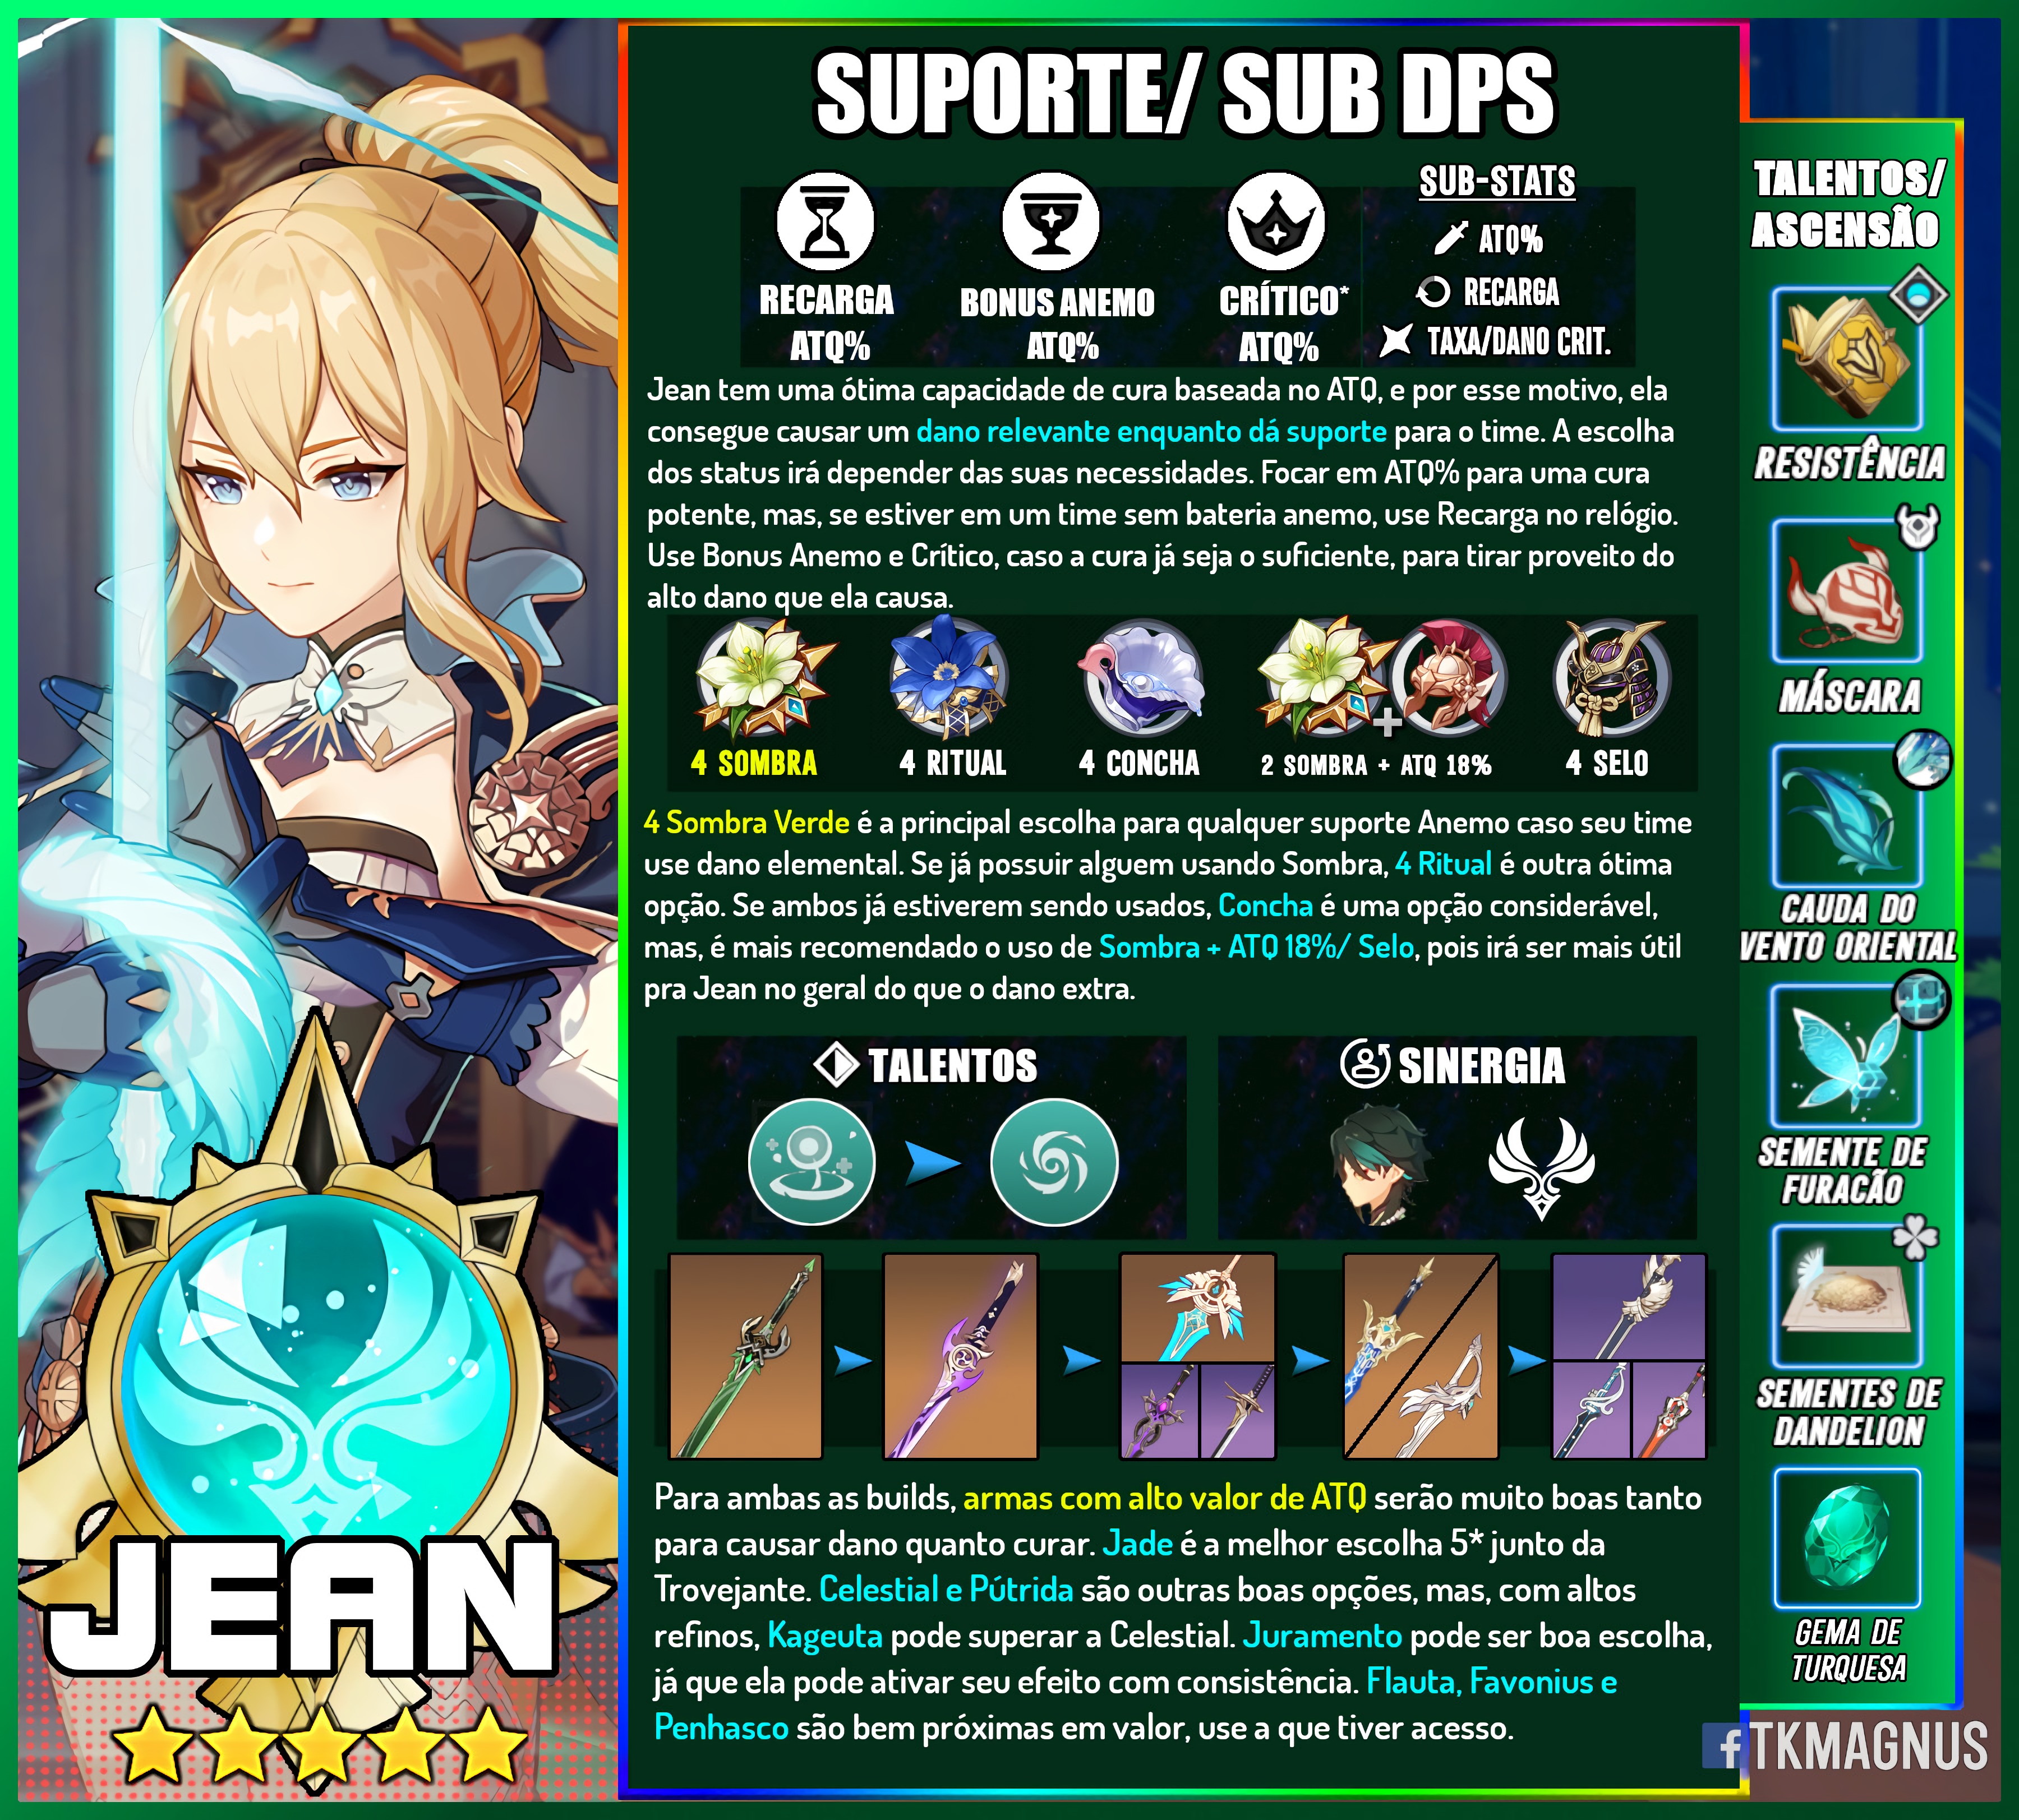 SUPORTE/ SUB DPS
RECARGA
ATQ%
BONUS ANEMO
ATQ%
CRÍTICO*
ATQ%
SUB-STATS
ATQ%
RECARGA
TAXA/DANO CRIT.
Jean tem uma ótima capacidade de cura baseada no ATQ, e por esse motivo, ela
consegue causar um dano relevante enquanto dá suporte para o time. A escolha
dos status irá depender das suas necessidades. Focar em ATQ% para uma cura
potente, mas, se estiver em um time sem bateria anemo, use Recarga no relógio.
Use Bonus Anemo e Crítico, caso a cura já seja o suficiente, para tirar proveito do
alto dano que ela causa.
4 SOMBRA
4 RITUAL
4 CONCHA
2 SOMBRA + ATQ 18%
4 SELO
4 Sombra Verde é a principal escolha para qualquer suporte Anemo caso seu time
use dano elemental. Se já possuir alguem usando Sombra, 4 Ritual é outra ótima
opção. Se ambos já estiverem sendo usados, Concha é uma opção considerável,
mas, é mais recomendado o uso de Sombra + ATQ 18%/ Selo, pois irá ser mais útil
pra Jean no geral do que o dano extra.
TALENTOS
SINERGIA
Para ambas as builds, armas com alto valor de ATQ serão muito boas tanto
para causar dano quanto curar. Jade é a melhor escolha 5* junto da
Trovejante. Celestial e Pútrida são outras boas opções, mas, com altos
refinos, Kageuta pode superar a Celestial. Juramento pode ser boa escolha,
já que ela pode ativar seu efeito com consistência. Flauta, Favonius e
Penhasco são bem próximas em valor, use a que tiver acesso.
TALENTOS/
ASCENSÃO
RESISTÊNCIA
MÁSCARA
CAUDA DO
VENTO ORIENTAL
SEMENTE DE
FURACÃO
SEMENTES DE
DANDELION
GEMA DE
TURQUESA
JEAN
f TKMAGNUS